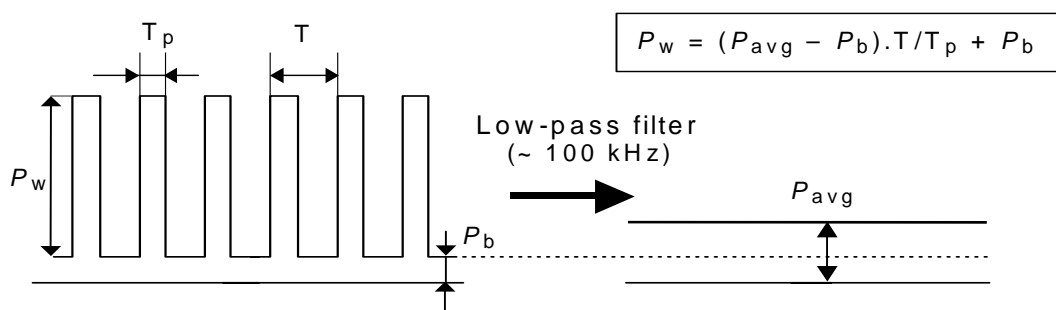 Tp
T
Pw = (Pavg – Pb).T/Tp + Pb
Low-pass filter
(~ 100 kHz)
Pw
Pavg
Pb